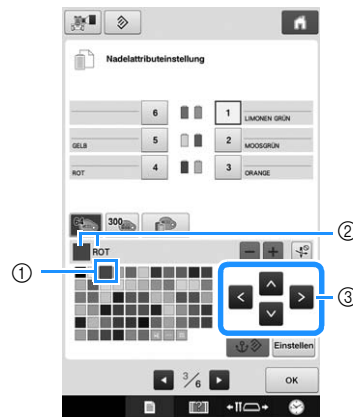 Nadelattributeinstellung
6 1 LIMONEN GRÜN
GELB 5 2 MOOSGRÜN
ROT 4 3 ORANGE
300
ROT
①
②
③
Einstellen
3/6
OK